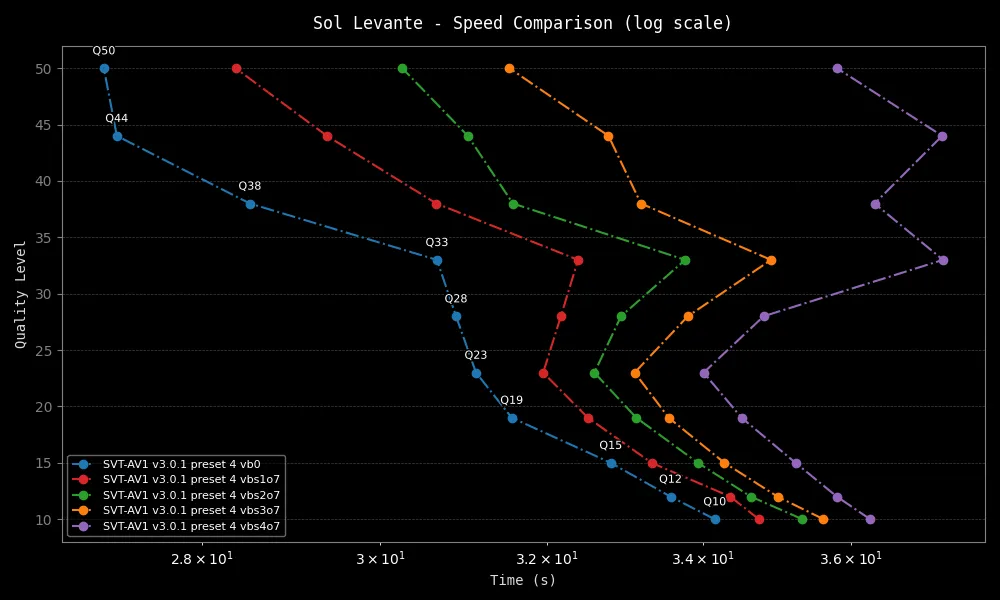 Sol Levante - Speed Comparison (log scale)
Q50
50
45
Q44
40
Q38
35
Q33
30
Q28
25
Q23
20
Q19
15
Q15
Q12
10
Q10
Quality Level
SVT-AV1 v3.0.1 preset 4 vb0
SVT-AV1 v3.0.1 preset 4 vbs1o7
SVT-AV1 v3.0.1 preset 4 vbs2o7
SVT-AV1 v3.0.1 preset 4 vbs3o7
SVT-AV1 v3.0.1 preset 4 vbs4o7
2.8 × 10¹ 3 × 10¹ 3.2 × 10¹ 3.4 × 10¹ 3.6 × 10¹
Time (s)